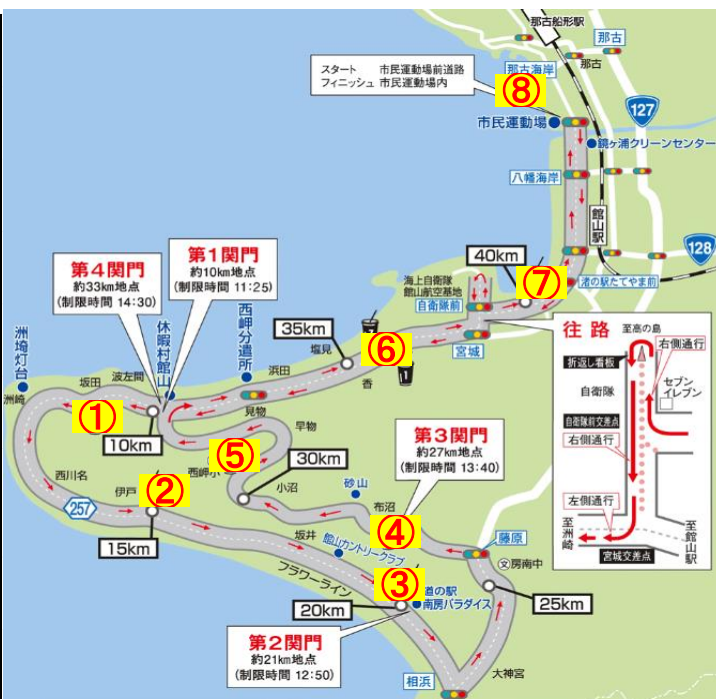 那古船形駅
那古
那古
那古海岸
スタート 市民運動場前道路
フィニッシュ 市民運動場内
⑧
127
市民運動場
鏡ヶ浦クリーンセンター
八幡海岸
館山駅
128
40km
⑦
渚の駅たてやま前
海上自衛隊
館山航空基地
自衛隊前
宮城
第4関門
約33km地点
(制限時間 14:30)
第1関門
約10km地点
(制限時間 11:25)
休暇村館山
西岬分遣所
35km
塩見
⑥
香
浜田
見物
洲埼灯台
洲崎
坂田
波左間
①
10km
早物
⑤
西岬小
30km
小沼
第3関門
約27km地点
(制限時間 13:40)
砂山
布沼
④
藤原
西川名
257
伊戸
②
15km
坂井
館山カントリークラブ
フラワーライン
文
房南中
25km
③
道の駅
南房パラダイス
20km
第2関門
約21km地点
(制限時間 12:50)
相浜
大神宮
往路
至高の島
折返し看板
右側通行
自衛隊
セブン
イレブン
自衛隊前交差点
右側通行
左側通行
至洲崎
至館山駅
宮城交差点